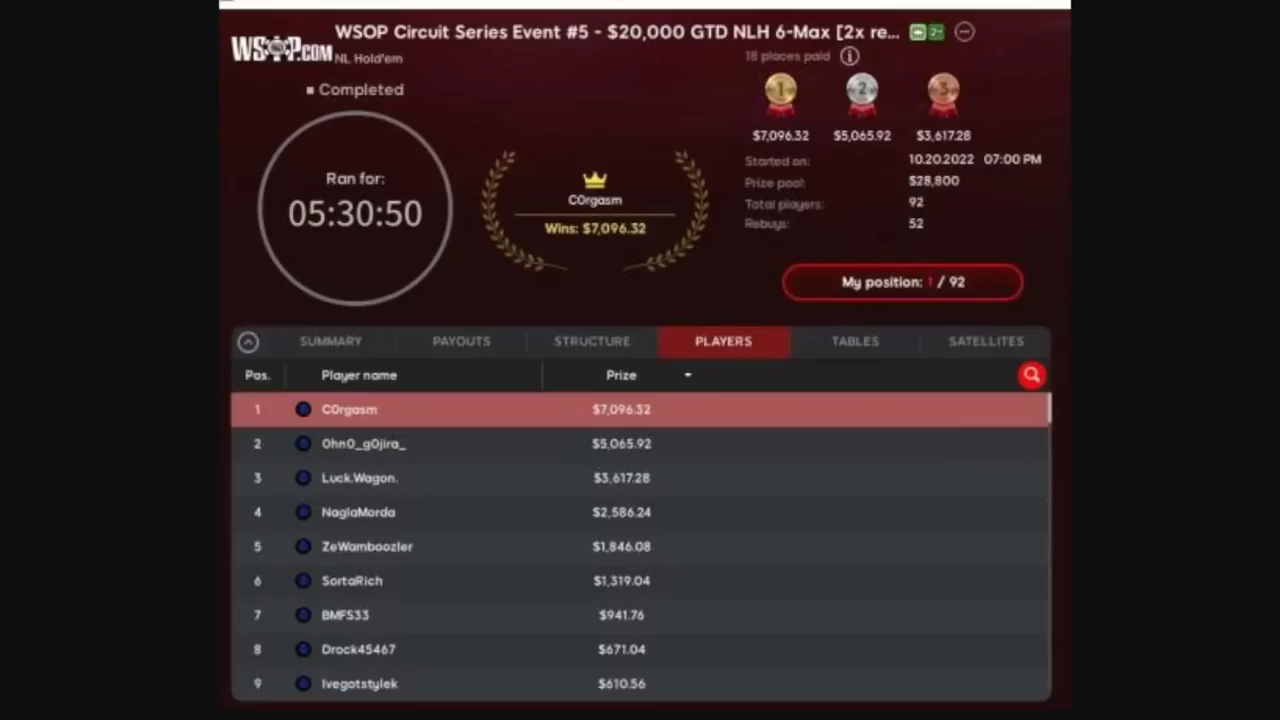 WSOP Circuit Series Event #5 - $20,000 GTD NLH 6-Max [2x re...
WSOP.COM
NL Hold'em
18 places paid
Completed
1
2
3
$7,096.32
$5,065.92
$3,617.28
Ran for:
05:30:50
C0rgasm
Wins: $7,096.32
Started on: 10.20.2022 07:00 PM
Prize pool: $28,800
Total players: 92
Rebuys: 52
My position: 1 / 92
SUMMARY PAYOUTS STRUCTURE PLAYERS TABLES SATELLITES
Pos. Player name Prize
1 C0rgasm $7,096.32
2 0hn0_g0jira_ $5,065.92
3 Luck.Wagon. $3,617.28
4 NaglaMorda $2,586.24
5 ZeWamboozler $1,846.08
6 SortaRich $1,319.04
7 BMFS33 $941.76
8 Drock45467 $671.04
9 Ivegotstylek $610.56